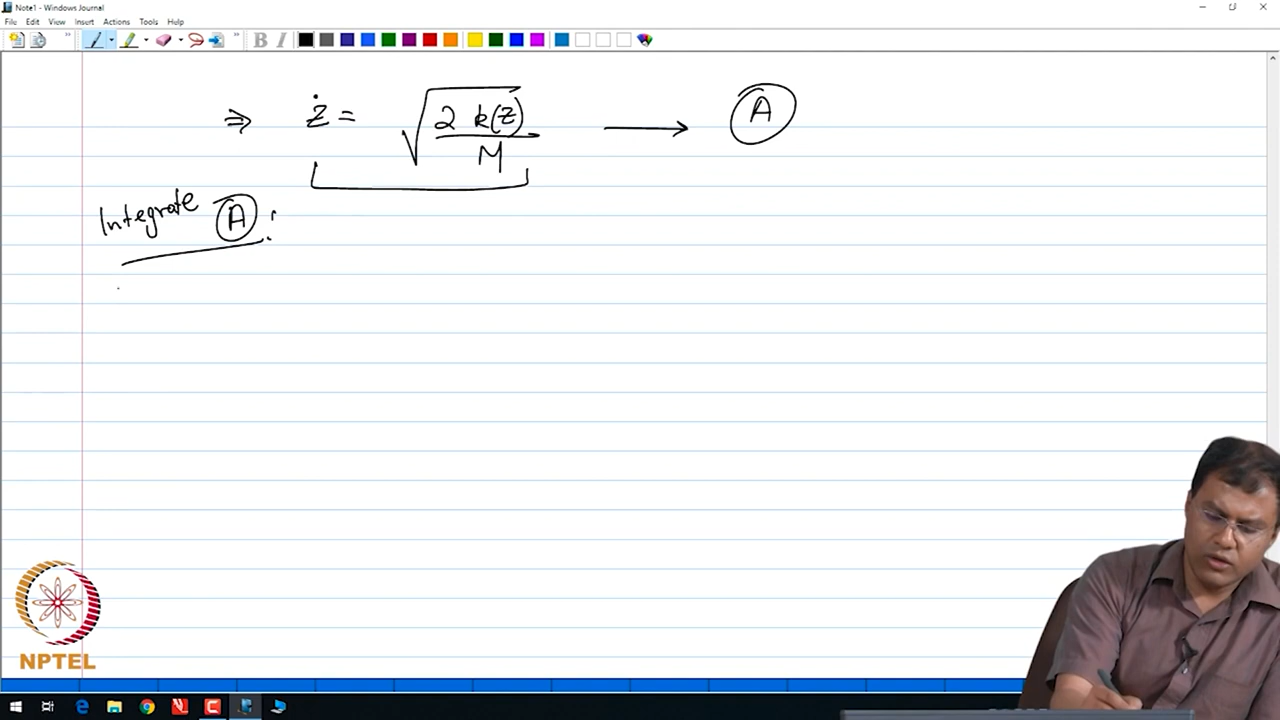 Note1 - Windows Journal
File Edit View Insert Actions Tools Help
B I
⇒ ż = √(2 k(z) / M) ⟶ Ⓐ
Integrate Ⓐ :
NPTEL